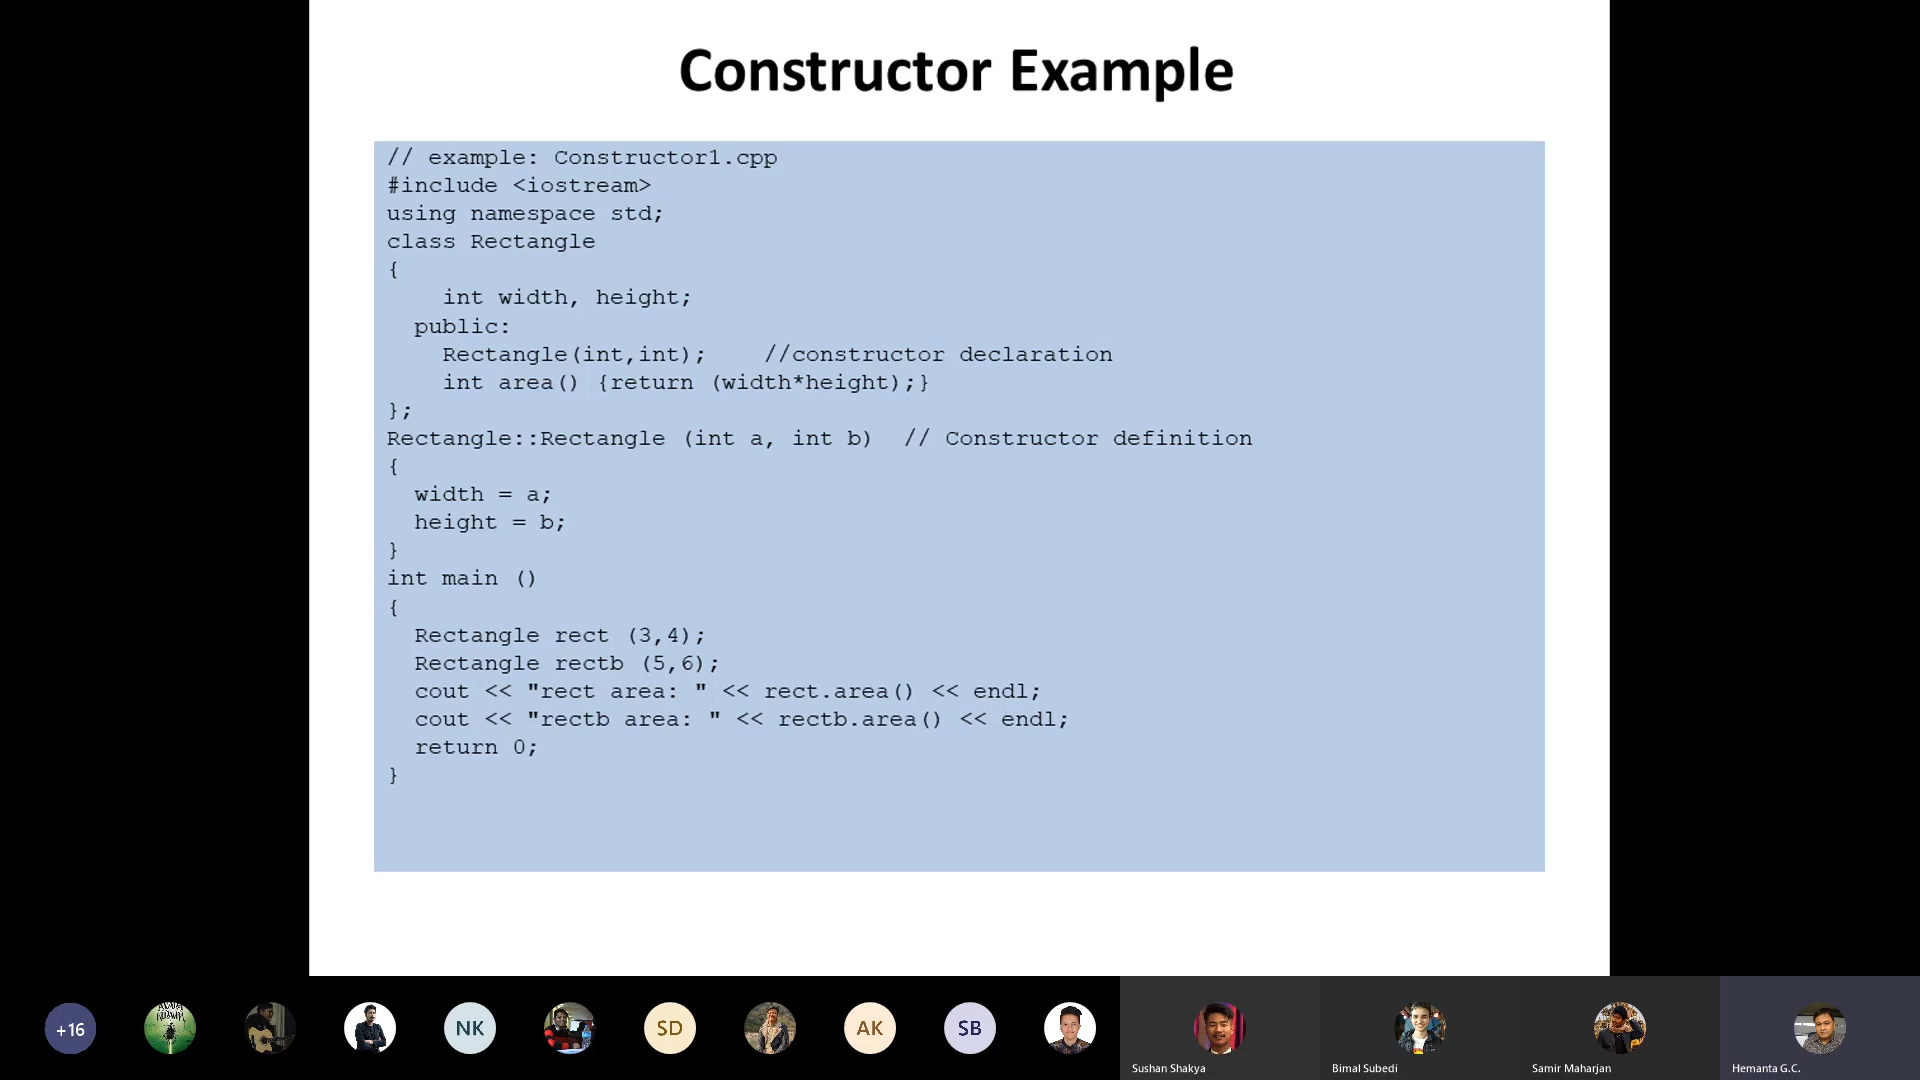 Constructor Example
// example: Constructor1.cpp
#include <iostream>
using namespace std;
class Rectangle
{
    int width, height;
  public:
    Rectangle(int,int);    //constructor declaration
    int area() {return (width*height);}
};
Rectangle::Rectangle (int a, int b)  // Constructor definition
{
  width = a;
  height = b;
}
int main ()
{
  Rectangle rect (3,4);
  Rectangle rectb (5,6);
  cout << "rect area: " << rect.area() << endl;
  cout << "rectb area: " << rectb.area() << endl;
  return 0;
}
+16
NK
SD
AK
SB
Sushan Shakya
Bimal Subedi
Samir Maharjan
Hemanta G.C.